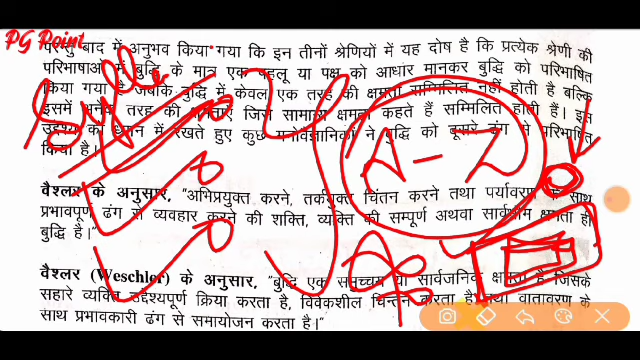 PG Point
परन्तु बाद में अनुभव किया गया कि इन तीनों श्रेणियों में यह दोष है कि प्रत्येक श्रेणी की
परिभाषाओं में बुद्धि के मात्र एक पहलू या पक्ष को आधार मानकर बुद्धि को परिभाषित
किया गया है जबकि बुद्धि में केवल एक तरह की क्षमता सम्मिलित नहीं होती है बल्कि
इसमें अनेक तरह की क्षमताएं जिसे सामान्य क्षमता कहते हैं सम्मिलित होती हैं। इस
को ध्यान में रखते हुए कुछ मनोवैज्ञानिकों ने बुद्धि को दूसरे ढंग से परिभाषित
किया है।
A - Z
वैश्लर के अनुसार, "अभिप्रयुक्त करने, तर्कयुक्त चिंतन करने तथा पर्यावरण के साथ
प्रभावपूर्ण ढंग से व्यवहार करने की शक्ति, व्यक्ति की सम्पूर्ण अथवा सार्वभौम क्षमता ही
बुद्धि है।"
वैश्लर (Weschler) के अनुसार, "बुद्धि एक समुच्चय या सार्वजनिक क्षमता है जिसके
सहारे व्यक्ति उद्देश्यपूर्ण क्रिया करता है, विवेकशील चिन्तन करता है तथा वातावरण के
साथ प्रभावकारी ढंग से समायोजन करता है।"